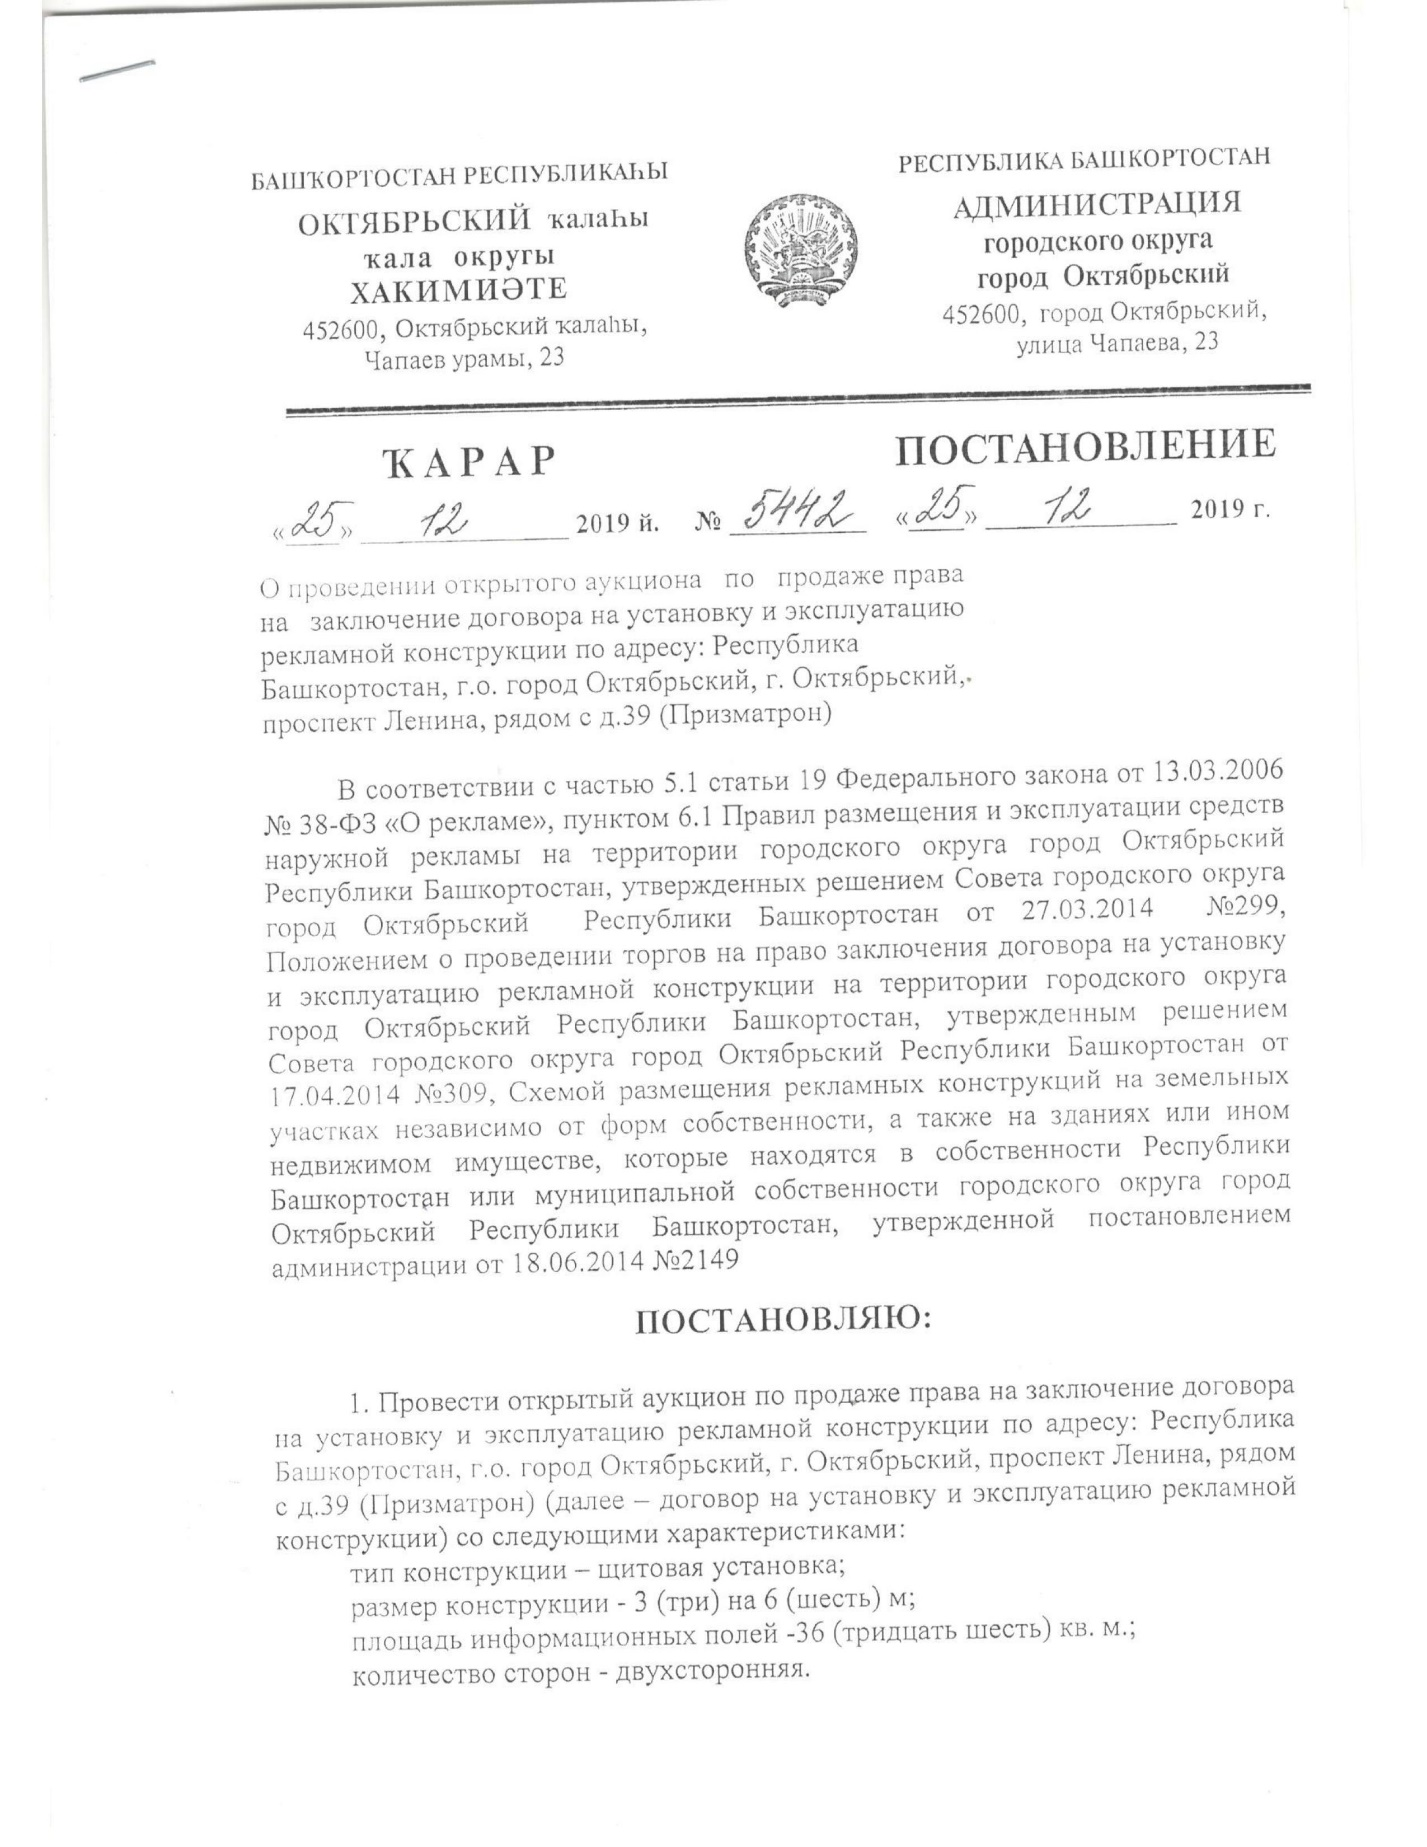 БАШҠОРТОСТАН РЕСПУБЛИКАҺЫ
ОКТЯБРЬСКИЙ ҡалаһы
ҡала округы
ХАКИМИӘТЕ
452600, Октябрьский ҡалаһы,
Чапаев урамы, 23
РЕСПУБЛИКА БАШКОРТОСТАН
АДМИНИСТРАЦИЯ
городского округа
город Октябрьский
452600, город Октябрьский,
улица Чапаева, 23
ҠАРАР
ПОСТАНОВЛЕНИЕ
«25» 12 2019 й. № 5442 «25» 12 2019 г.
О проведении открытого аукциона по продаже права
на заключение договора на установку и эксплуатацию
рекламной конструкции по адресу: Республика
Башкортостан, г.о. город Октябрьский, г. Октябрьский,
проспект Ленина, рядом с д.39 (Призматрон)
В соответствии с частью 5.1 статьи 19 Федерального закона от 13.03.2006
№ 38-ФЗ «О рекламе», пунктом 6.1 Правил размещения и эксплуатации средств
наружной рекламы на территории городского округа город Октябрьский
Республики Башкортостан, утвержденных решением Совета городского округа
город Октябрьский Республики Башкортостан от 27.03.2014 №299,
Положением о проведении торгов на право заключения договора на установку
и эксплуатацию рекламной конструкции на территории городского округа
город Октябрьский Республики Башкортостан, утвержденным решением
Совета городского округа город Октябрьский Республики Башкортостан от
17.04.2014 №309, Схемой размещения рекламных конструкций на земельных
участках независимо от форм собственности, а также на зданиях или ином
недвижимом имуществе, которые находятся в собственности Республики
Башкортостан или муниципальной собственности городского округа город
Октябрьский Республики Башкортостан, утвержденной постановлением
администрации от 18.06.2014 №2149
ПОСТАНОВЛЯЮ:
1. Провести открытый аукцион по продаже права на заключение договора
на установку и эксплуатацию рекламной конструкции по адресу: Республика
Башкортостан, г.о. город Октябрьский, г. Октябрьский, проспект Ленина, рядом
с д.39 (Призматрон) (далее – договор на установку и эксплуатацию рекламной
конструкции) со следующими характеристиками:
тип конструкции – щитовая установка;
размер конструкции - 3 (три) на 6 (шесть) м;
площадь информационных полей -36 (тридцать шесть) кв. м.;
количество сторон - двухсторонняя.